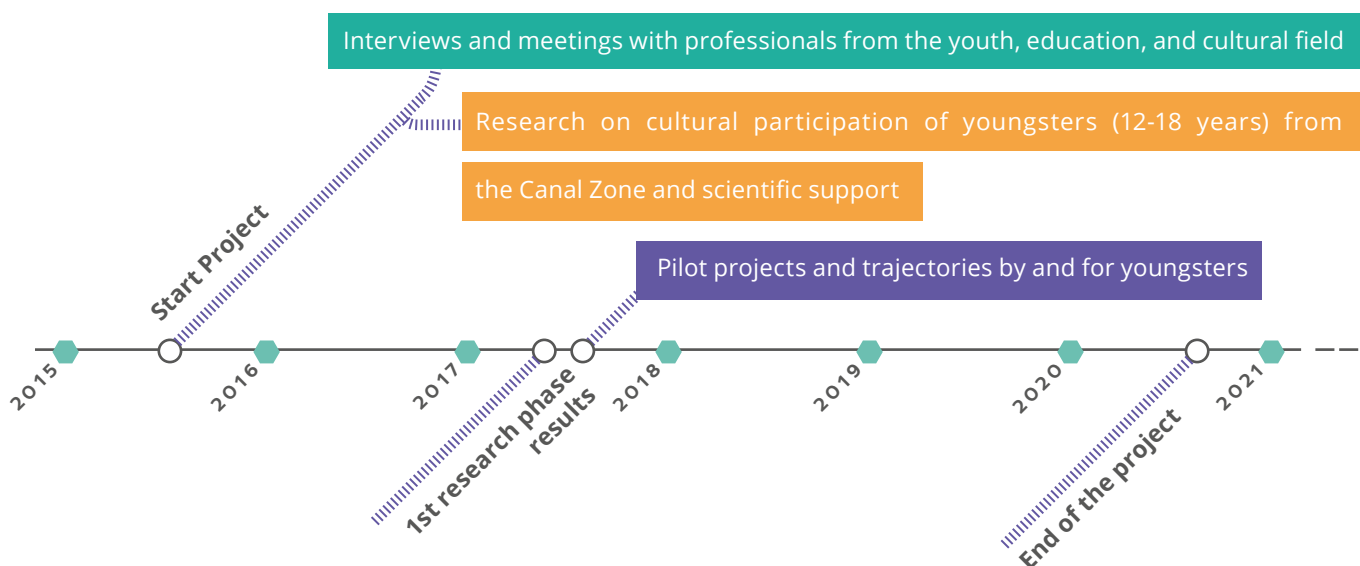 Interviews and meetings with professionals from the youth, education, and cultural field
Research on cultural participation of youngsters (12-18 years) from
the Canal Zone and scientific support
Pilot projects and trajectories by and for youngsters
Start Project
2015
2016
2017
1st research phase
results
2018
2019
2020
End of the project
2021